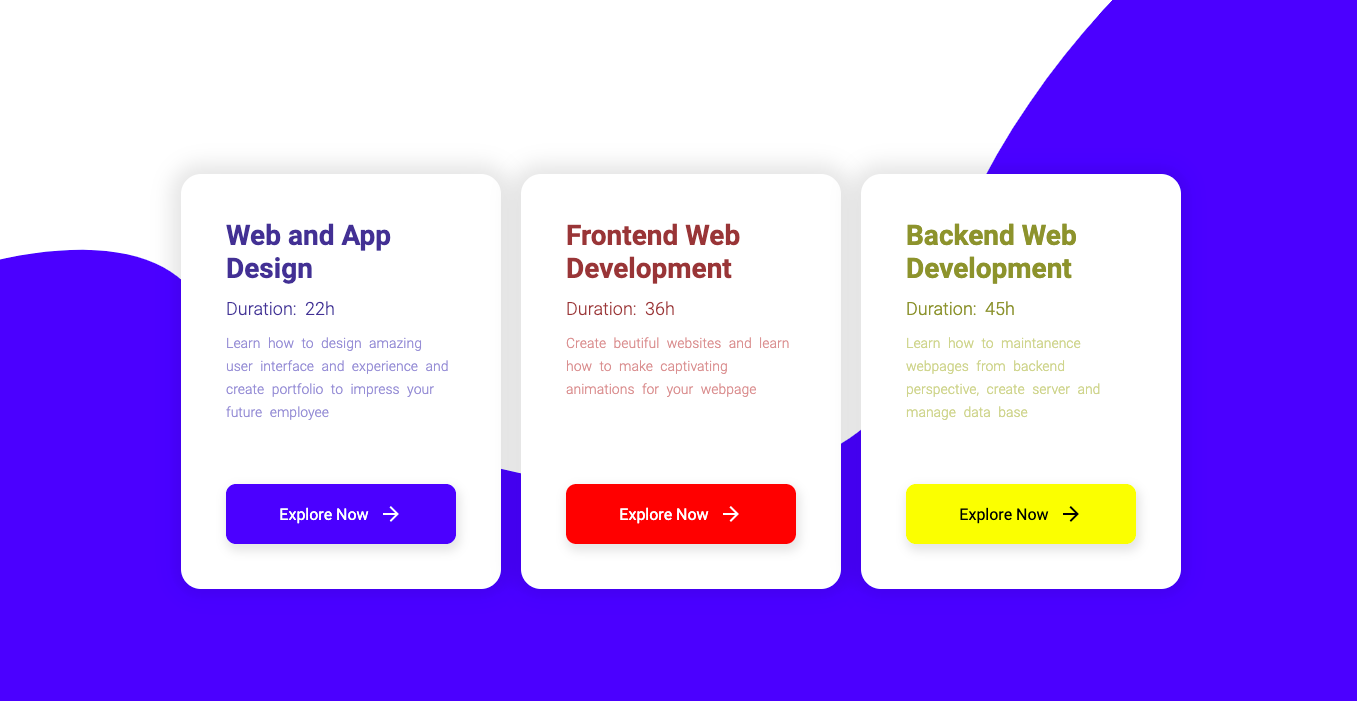 Web and App
Design
Duration: 22h
Learn how to design amazing
user interface and experience and
create portfolio to impress your
future employee
Explore Now
Frontend Web
Development
Duration: 36h
Create beutiful websites and learn
how to make captivating
animations for your webpage
Explore Now
Backend Web
Development
Duration: 45h
Learn how to maintanence
webpages from backend
perspective, create server and
manage data base
Explore Now